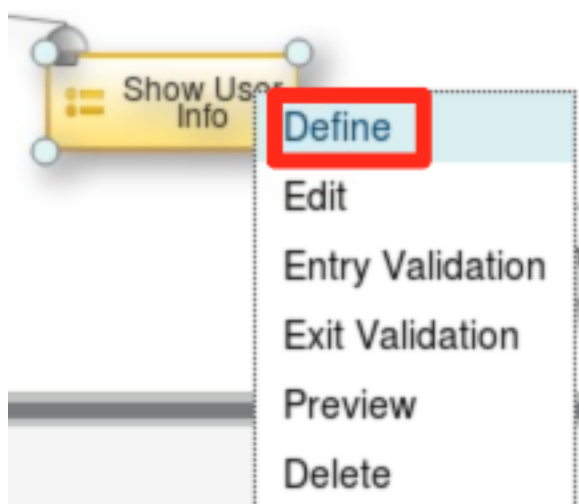 Show User
Info
Define
Edit
Entry Validation
Exit Validation
Preview
Delete